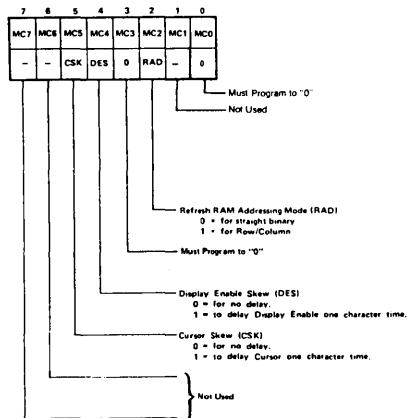 7 6 5 4 3 2 1 0
MC7 MC6 MC5 MC4 MC3 MC2 MC1 MC0
- - CSK DES 0 RAD - 0
Must Program to "0"
Not Used
Refresh RAM Addressing Mode (RAD)
0 = for straight binary
1 = for Row/Column
Must Program to "0"
Display Enable Skew (DES)
0 = for no delay.
1 = to delay Display Enable one character time.
Cursor Skew (CSK)
0 = for no delay.
1 = to delay Cursor one character time.
Not Used